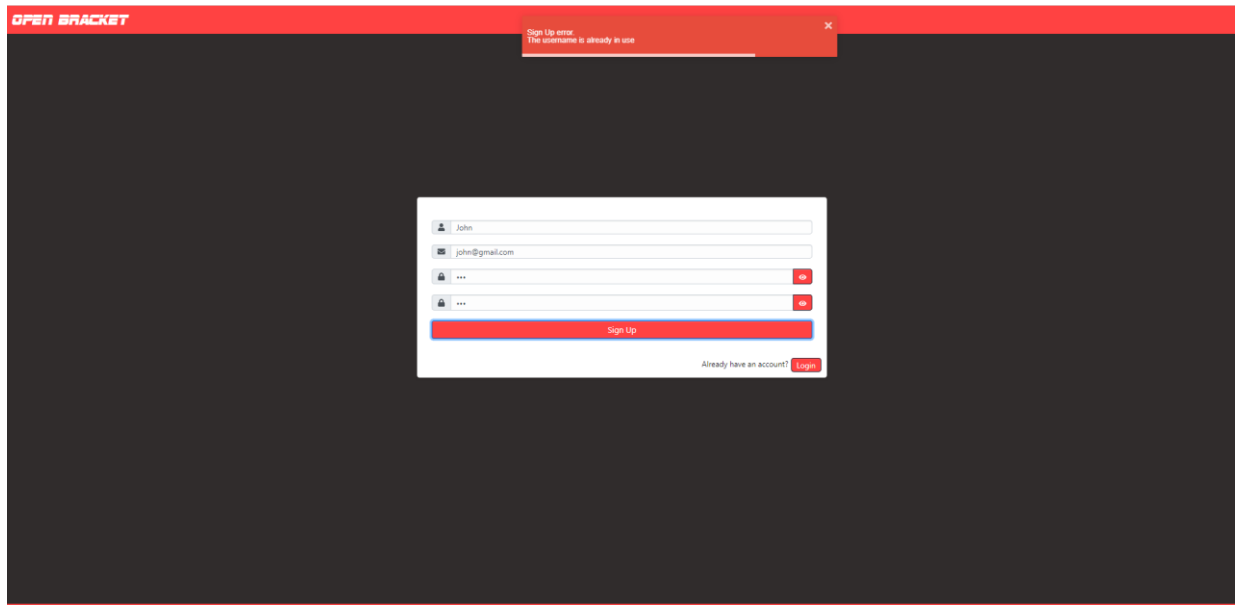 OPEN BRACKET
Sign Up error.
The username is already in use
John
john@gmail.com
•••
•••
Sign Up
Already have an account? Login